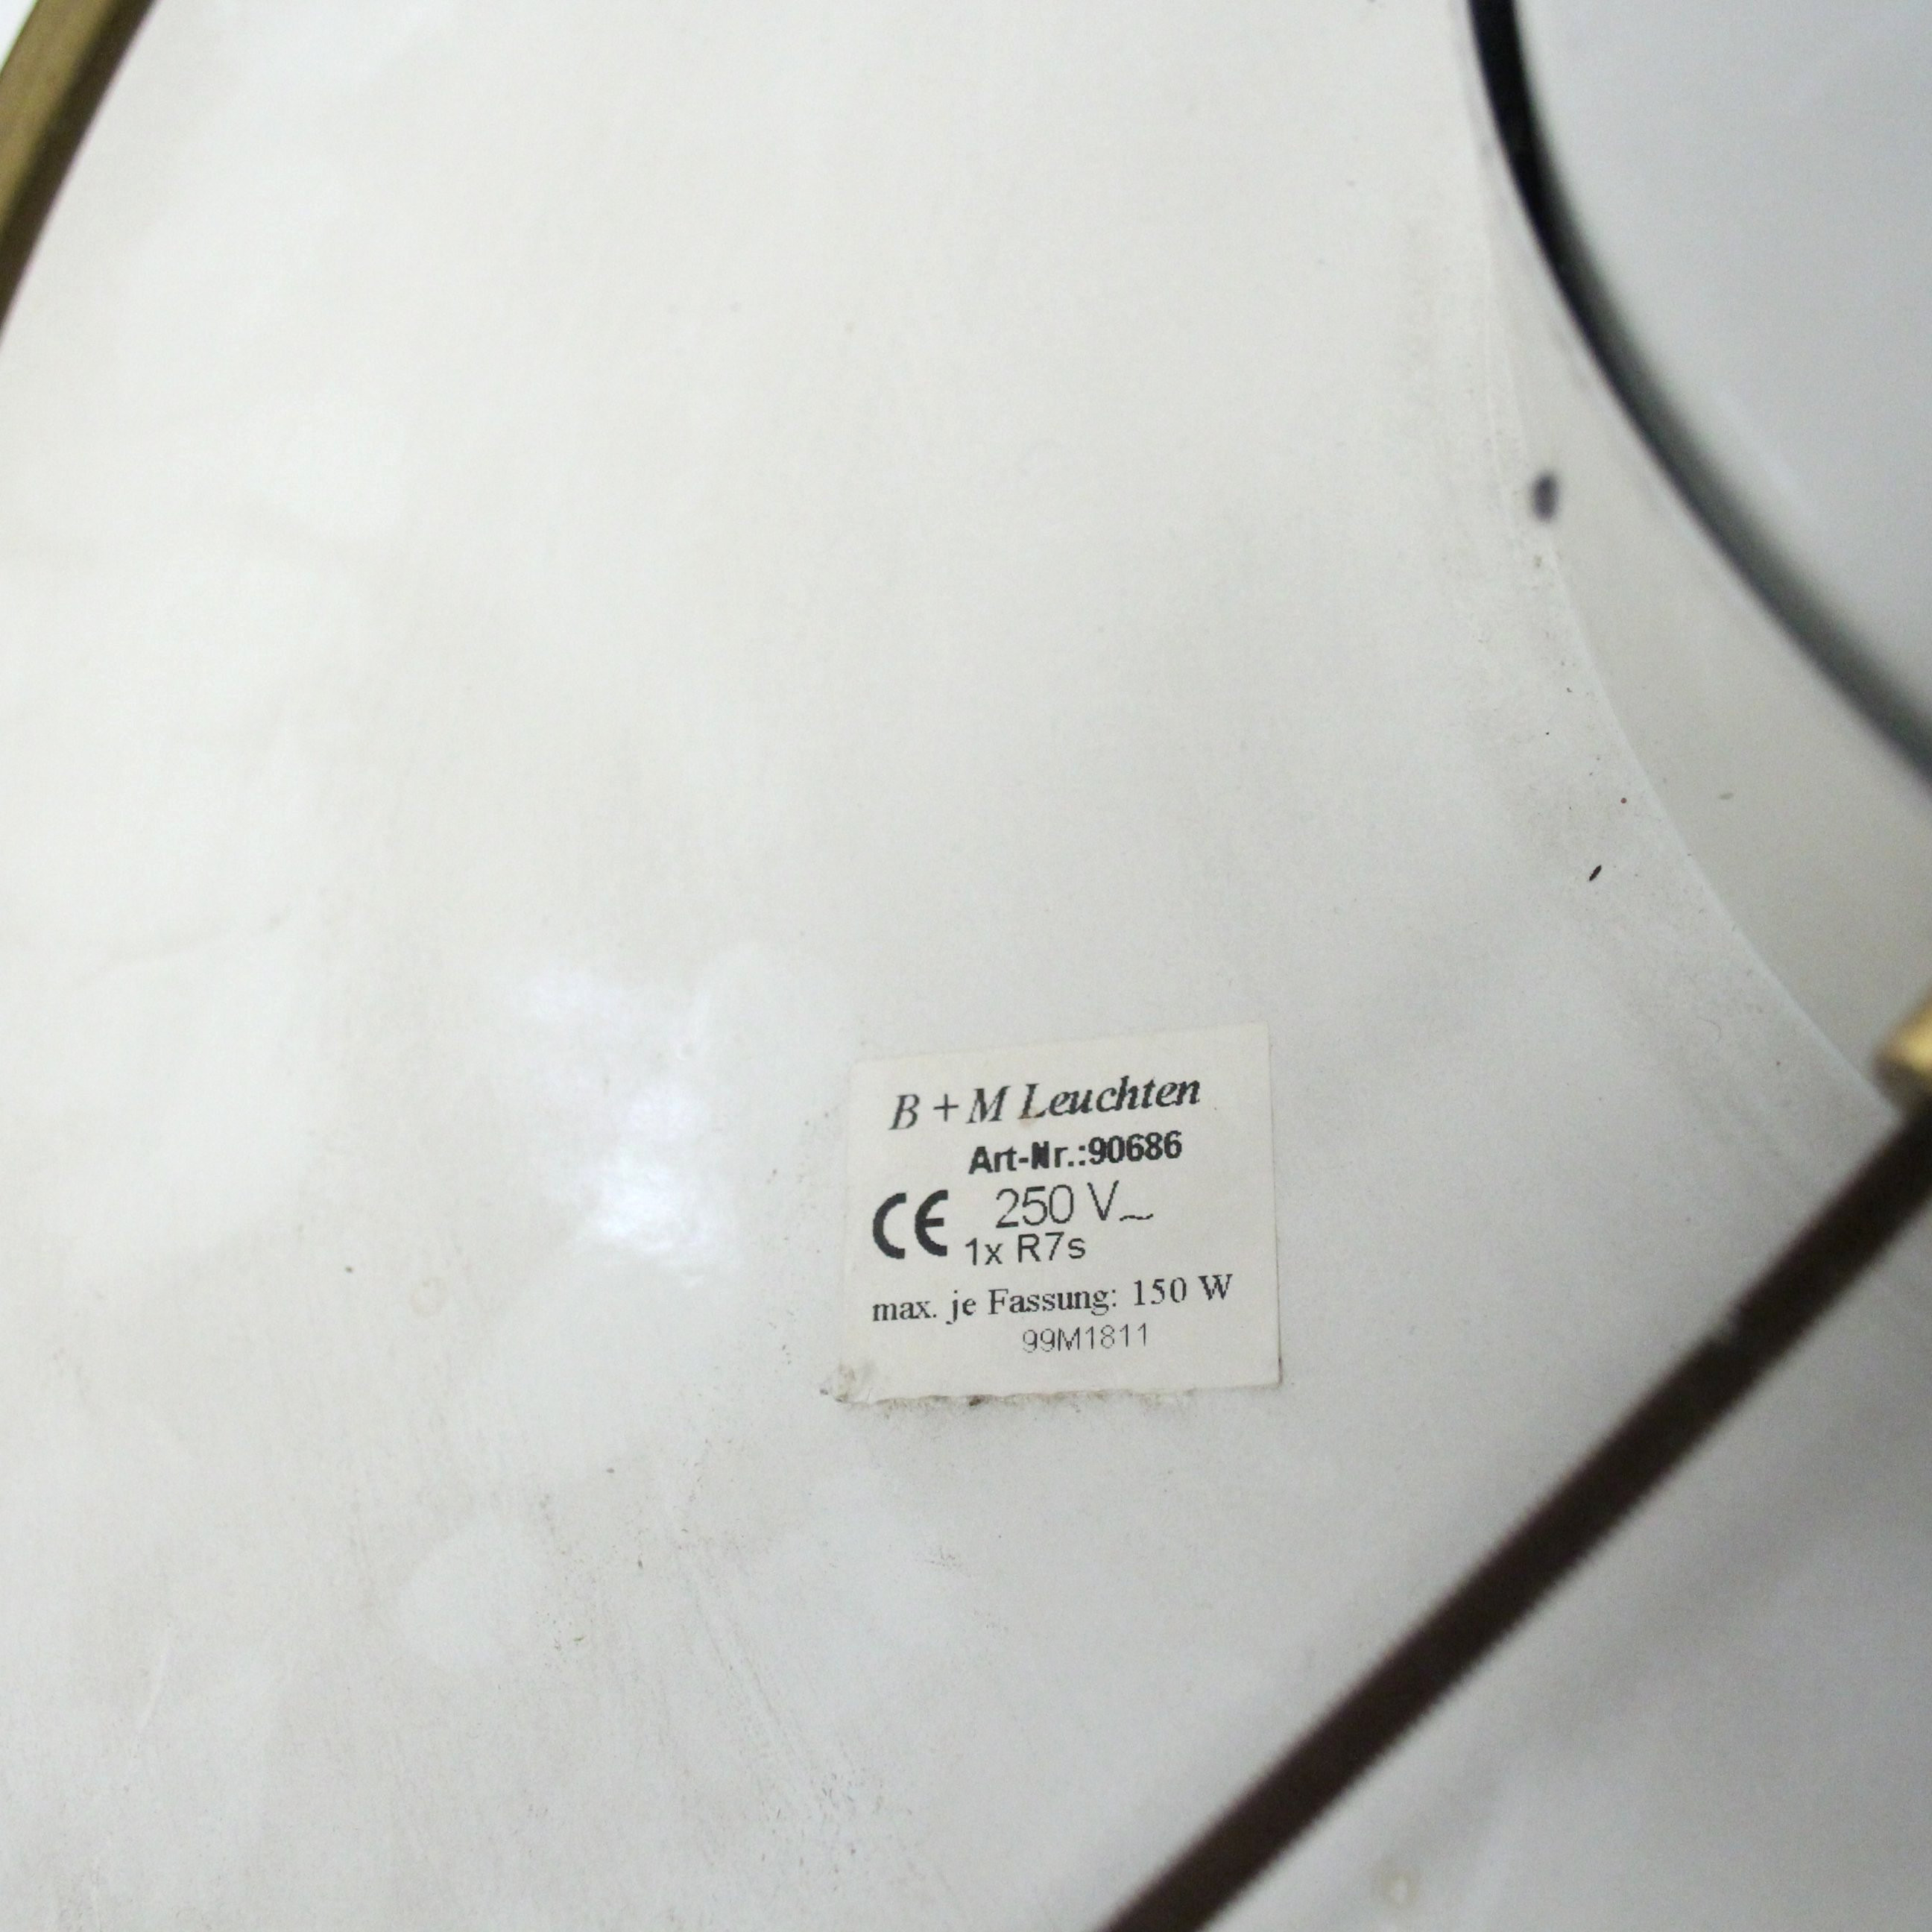 B + M Leuchten
Art-Nr.:90686
CE 250 V~
1x R7s
max. je Fassung: 150 W
99M1811